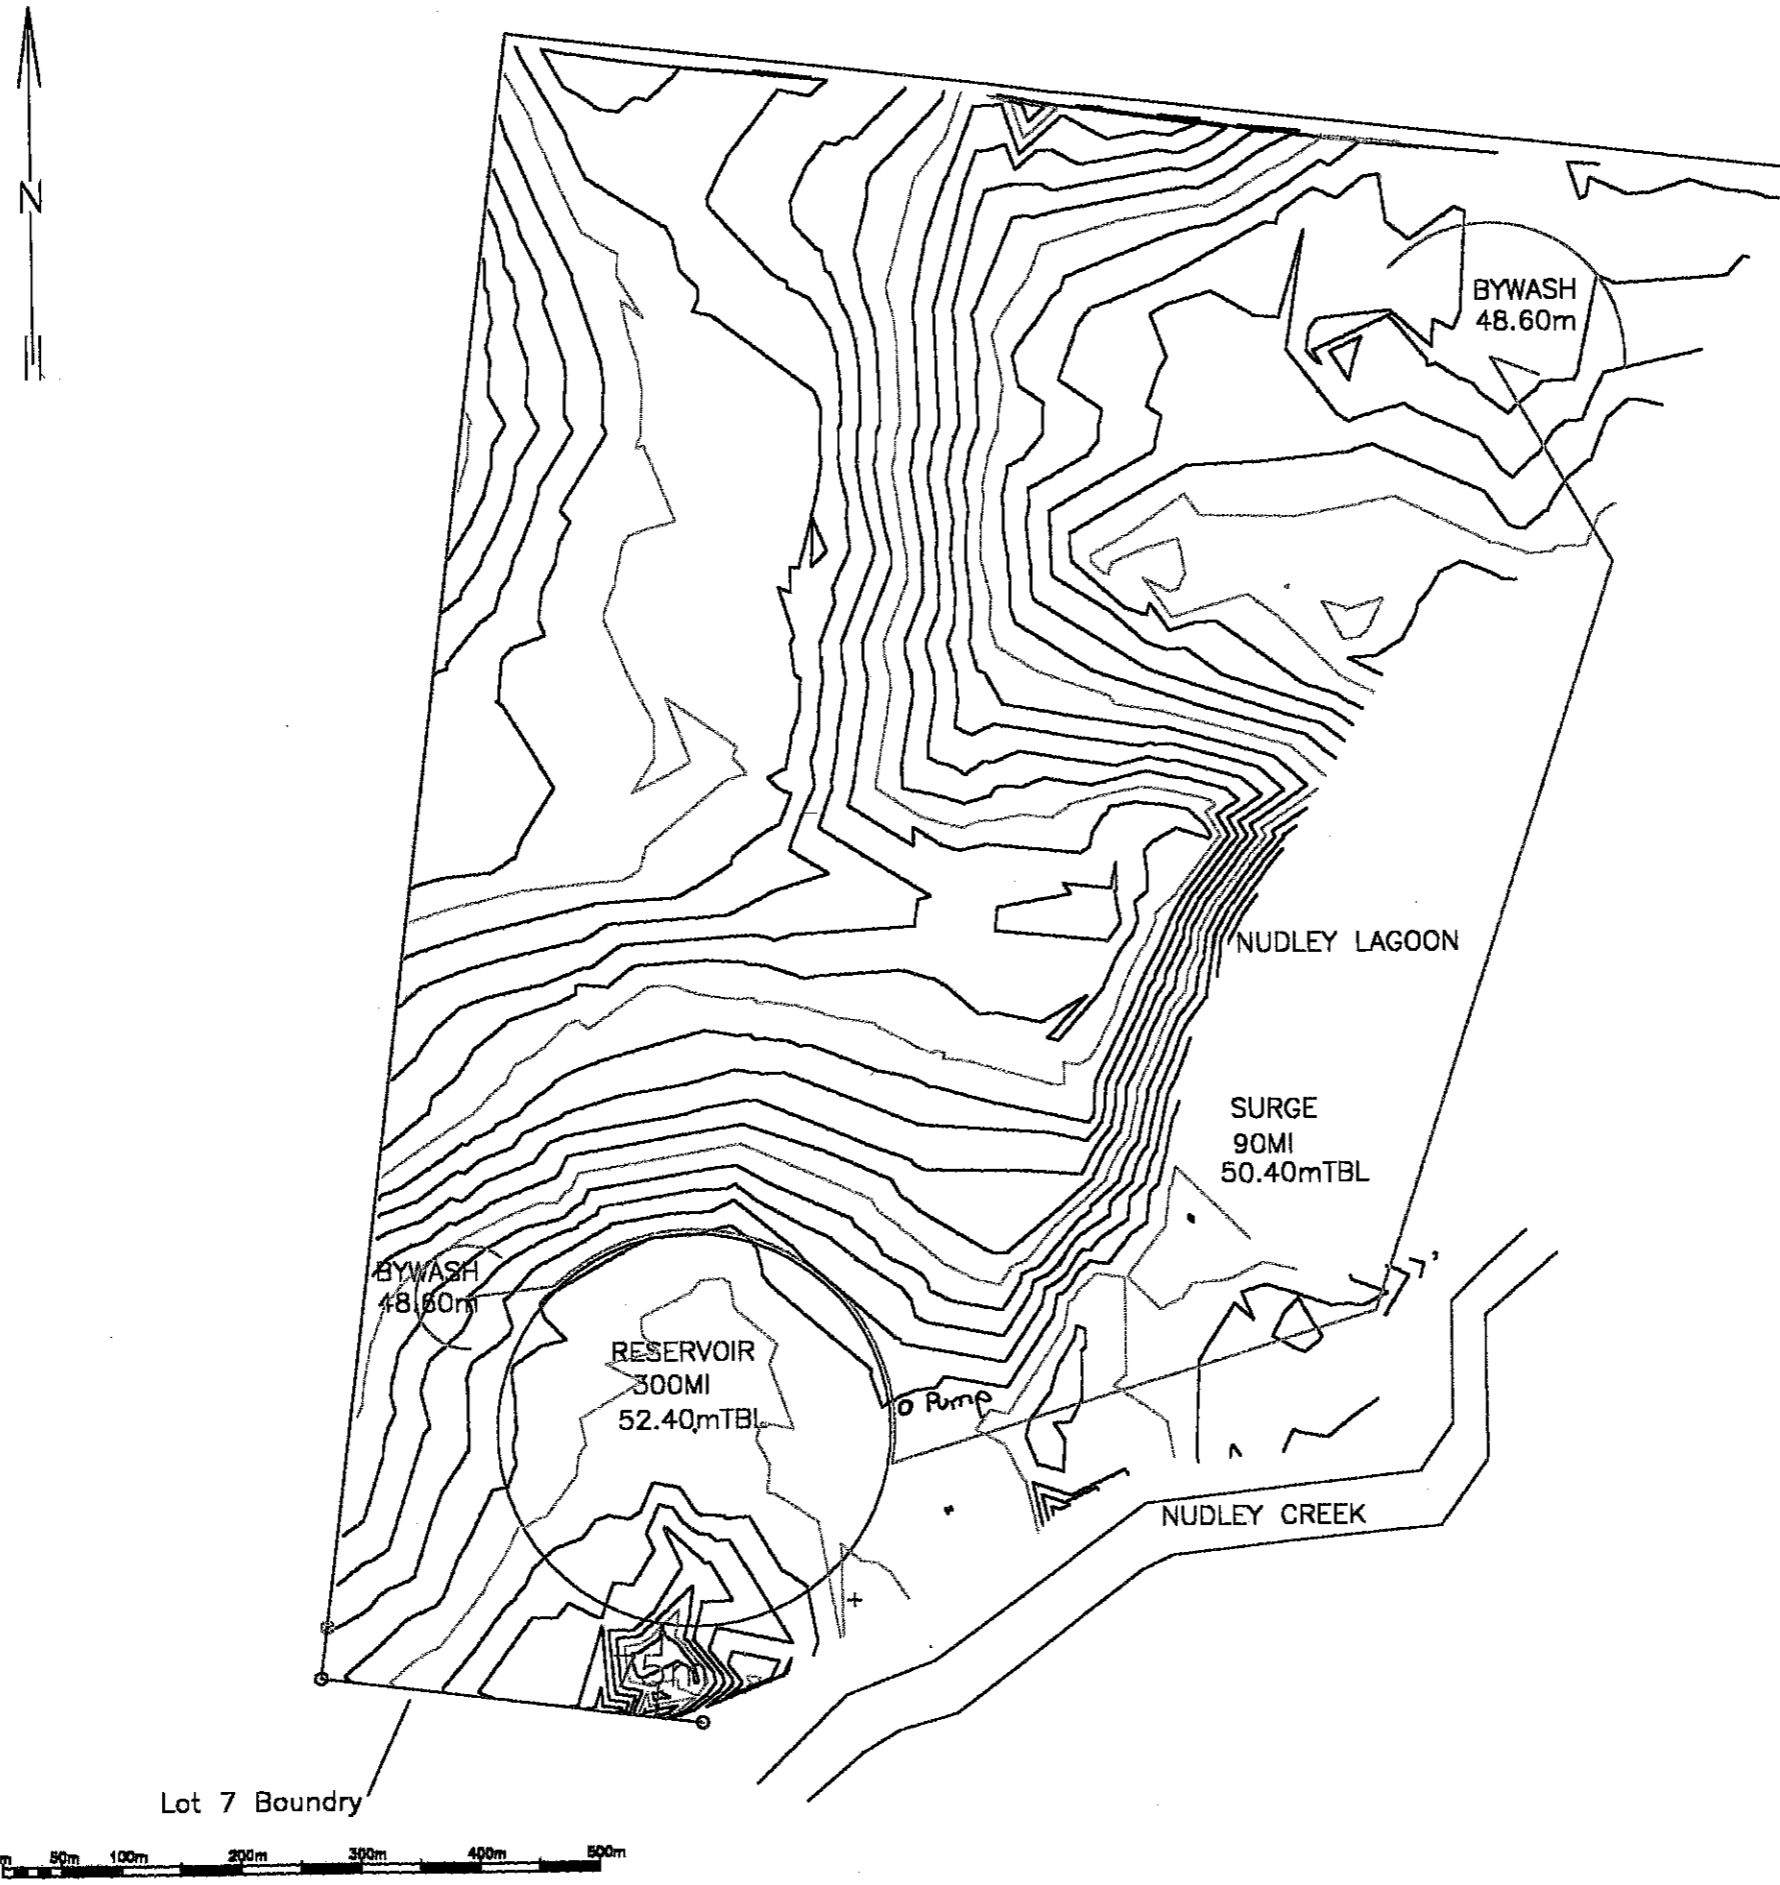 N
BYWASH
48.60m
NUDLEY LAGOON
SURGE
90Ml
50.40mTBL
BYWASH
48.60m
RESERVOIR
300Ml
52.40mTBL
O Pump
NUDLEY CREEK
Lot 7 Boundry
m 50m 100m 200m 300m 400m 500m